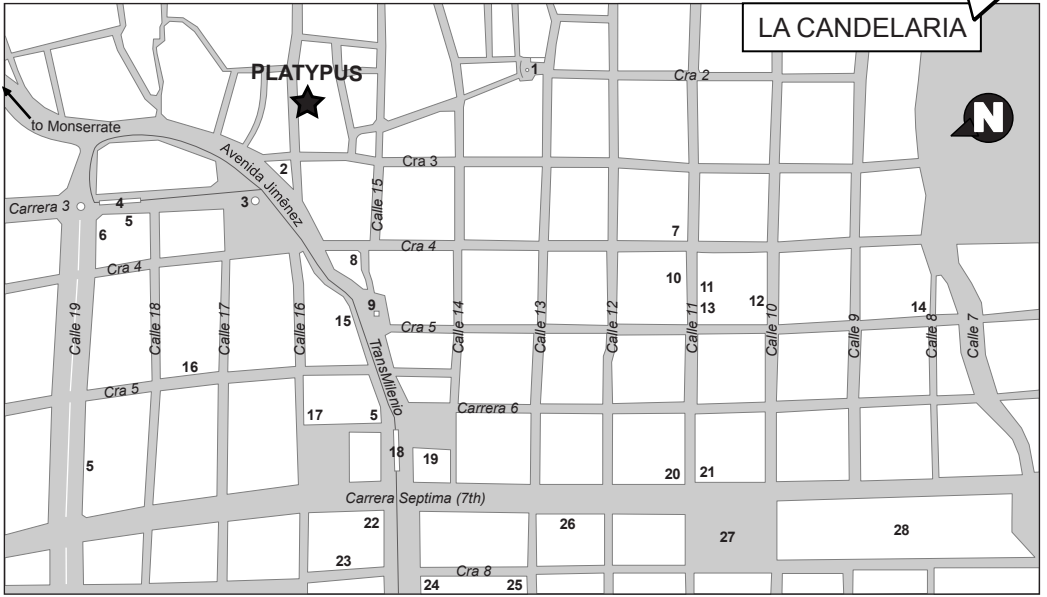 LA CANDELARIA
1
Cra 2
PLATYPUS
N
to Monserrate
Avenida Jiménez
2
Cra 3
Calle 15
Carrera 3
4
3
5
6
7
Cra 4
8
Cra 4
10
11
12
13
14
9
15
Cra 5
Calle 19
Calle 18
Calle 17
Calle 16
Calle 14
Calle 13
Calle 12
Calle 11
Calle 10
Calle 9
Calle 8
Calle 7
TransMilenio
16
Cra 5
17
5
Carrera 6
5
18
19
20
21
Carrera Septima (7th)
22
26
27
28
23
Cra 8
24
25